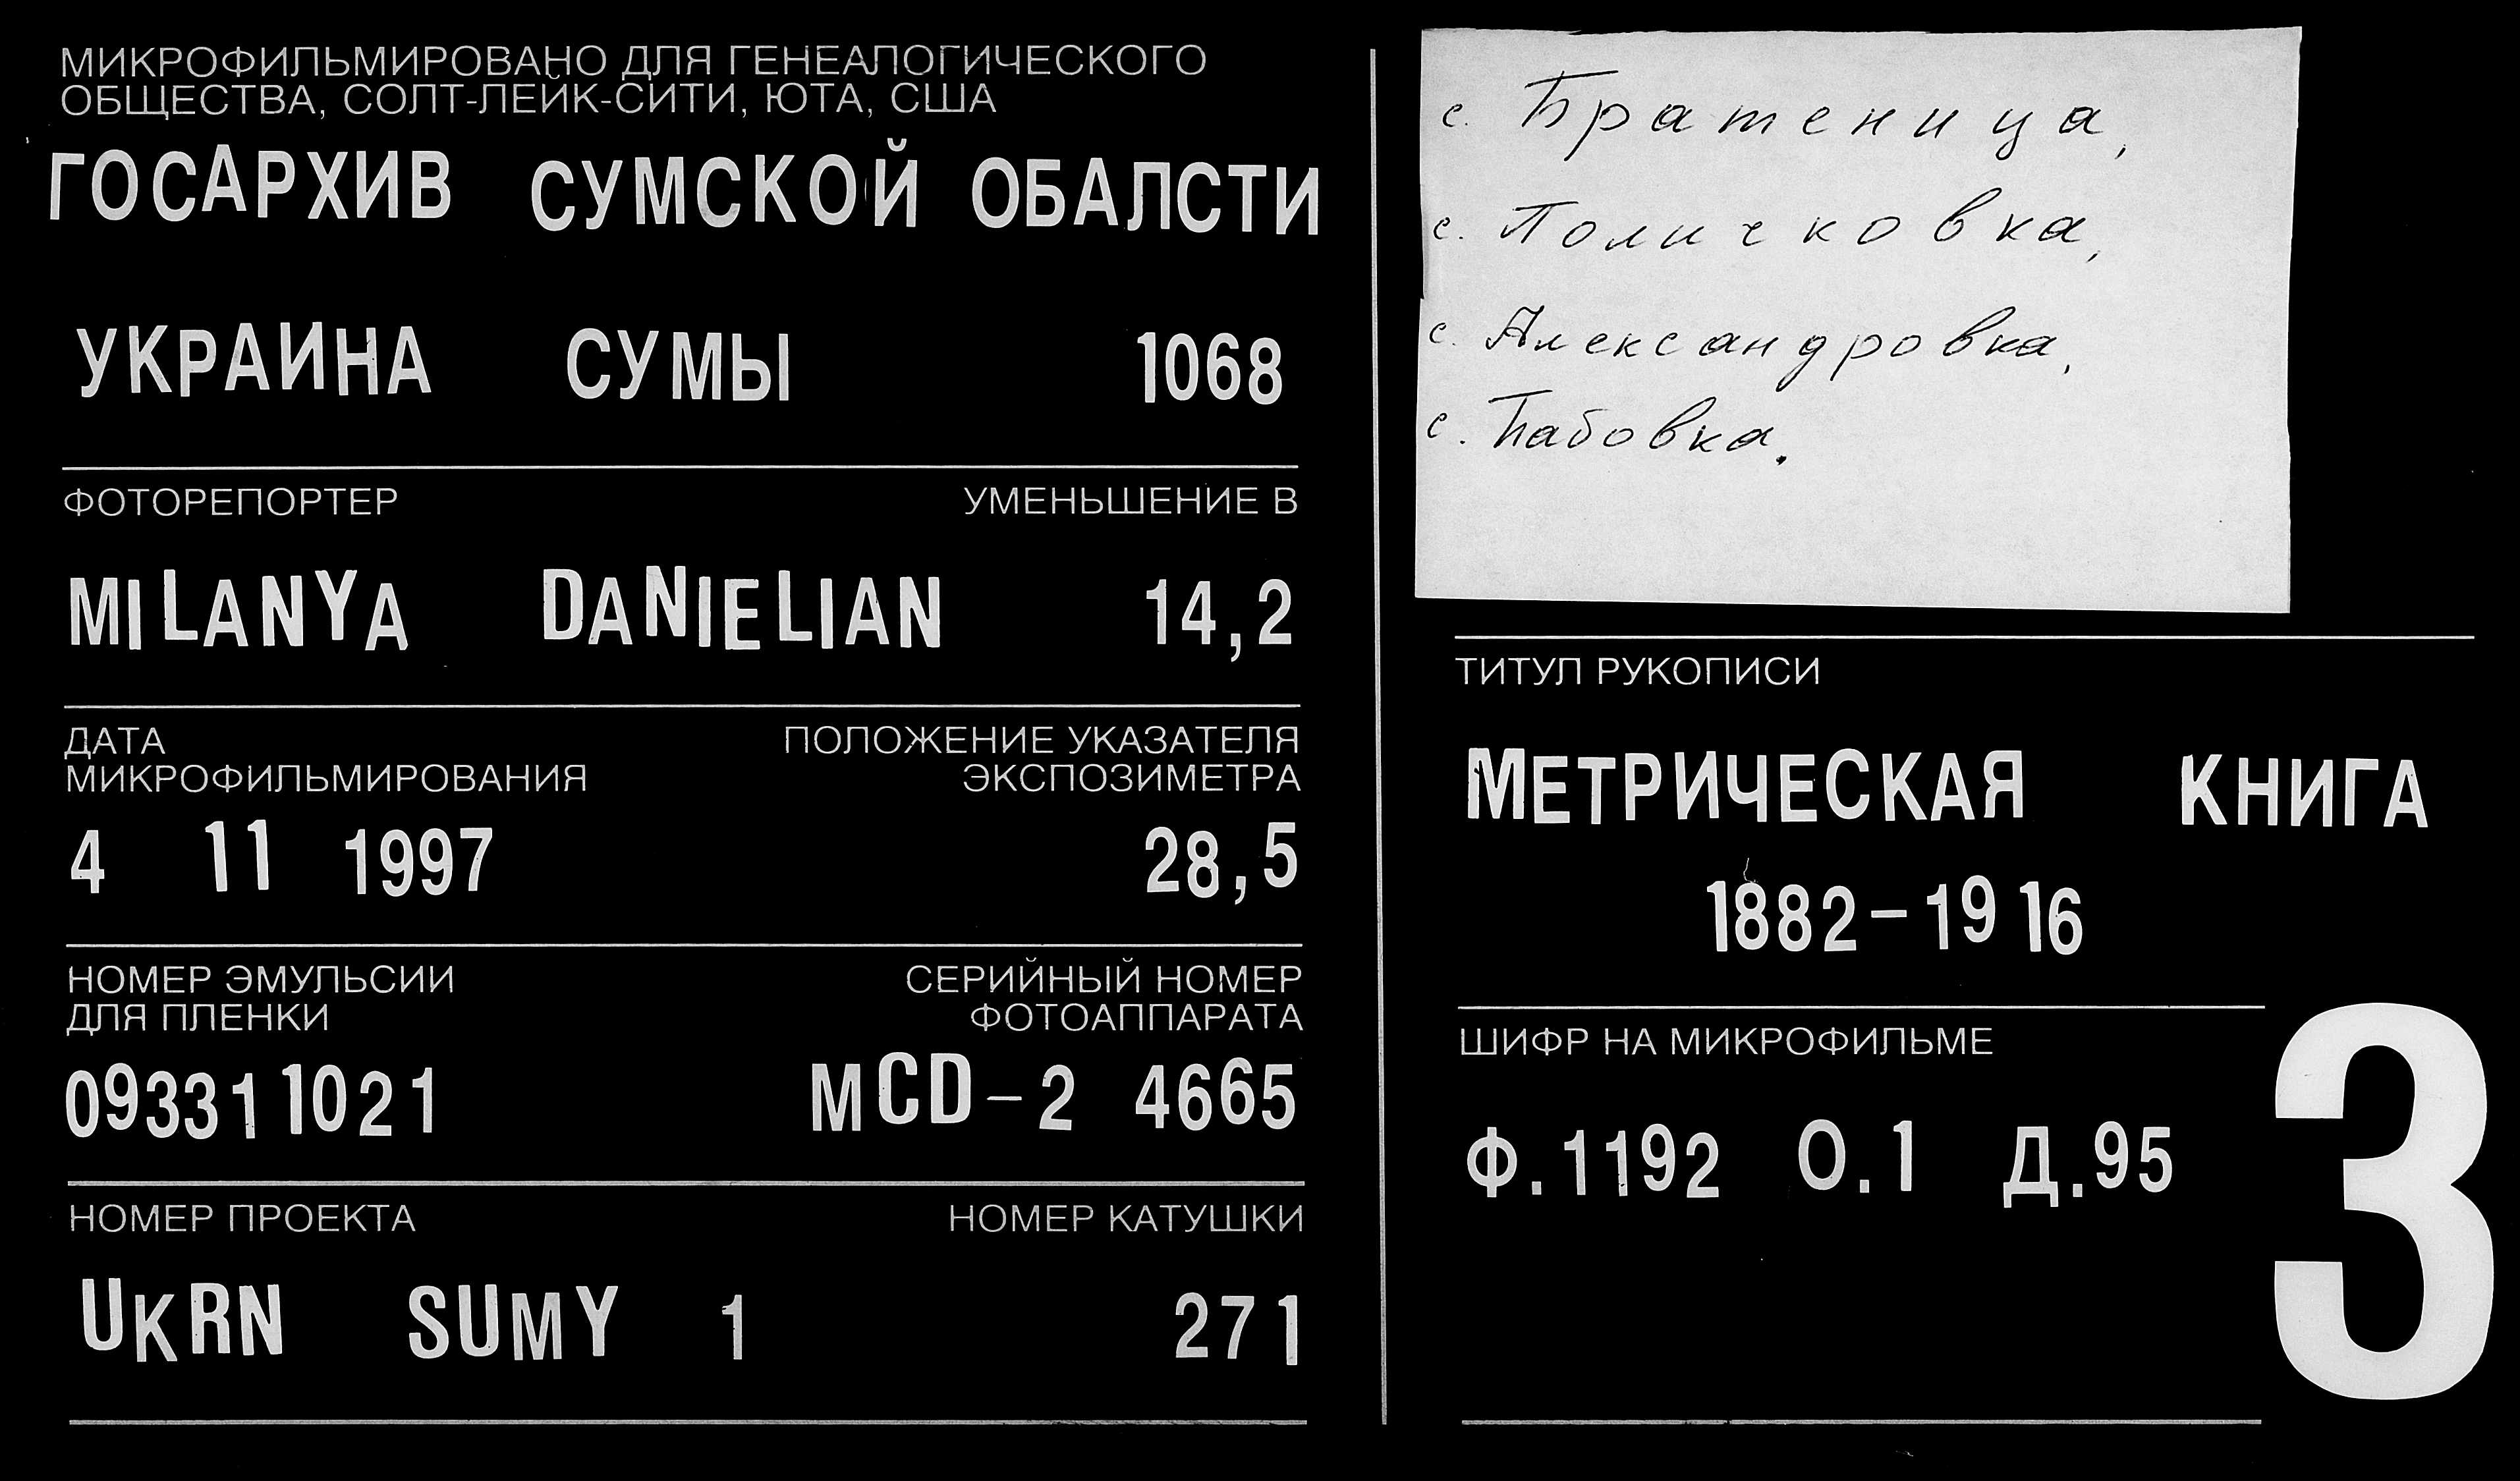 МИКРОФИЛЬМИРОВАНО ДЛЯ ГЕНЕАЛОГИЧЕСКОГО
ОБЩЕСТВА, СОЛТ-ЛЕЙК-СИТИ, ЮТА, США
ГОСАРХИВ СУМСКОЙ ОБАЛСТИ
УКРАИНА СУМЫ 1068
ФОТОРЕПОРТЕР УМЕНЬШЕНИЕ В
MILANYA DANIELIAN 14,2
ДАТА ПОЛОЖЕНИЕ УКАЗАТЕЛЯ
МИКРОФИЛЬМИРОВАНИЯ ЭКСПОЗИМЕТРА
4 11 1997 28,5
НОМЕР ЭМУЛЬСИИ СЕРИЙНЫЙ НОМЕР
ДЛЯ ПЛЕНКИ ФОТОАППАРАТА
09331 1021 MCD-2 4665
НОМЕР ПРОЕКТА НОМЕР КАТУШКИ
UKRN SUMY 1 271
с. Братеница,
с. Поличковка,
с. Александровка,
с. Бабовка.
ТИТУЛ РУКОПИСИ
МЕТРИЧЕСКАЯ КНИГА
1882-1916
ШИФР НА МИКРОФИЛЬМЕ
Ф.1192 О.1 Д.95
3